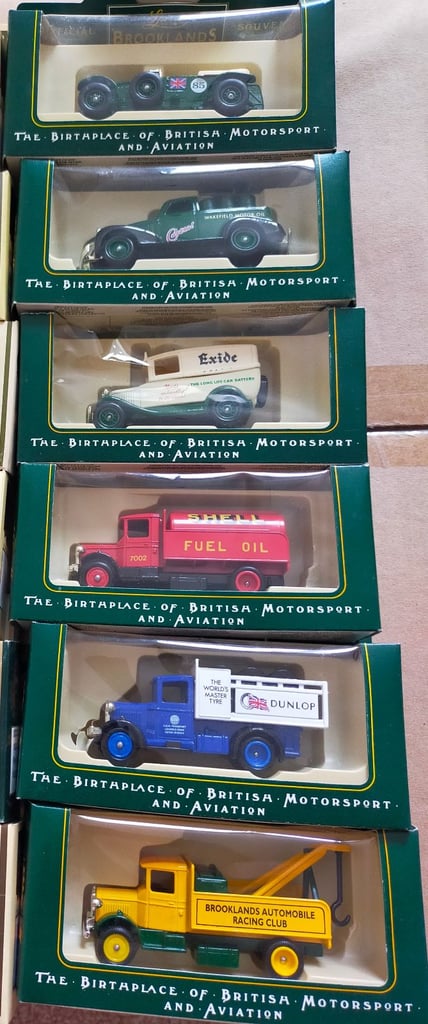 BROOKLANDS
85
THE · BIRTHPLACE · OF · BRITISH · MOTORSPORT ·
AND · AVIATION
Castrol
WAKEFIELD MOTOR OIL
THE · BIRTHPLACE · OF · BRITISH · MOTORSPORT ·
AND · AVIATION
Exide
THE LONG LIFE CAR BATTERY
THE · BIRTHPLACE · OF · BRITISH · MOTORSPORT ·
AND · AVIATION
SHELL
FUEL OIL
7002
THE · BIRTHPLACE · OF · BRITISH · MOTORSPORT ·
AND · AVIATION
THE
WORLD'S
MASTER
TYRE
DUNLOP
THE · BIRTHPLACE · OF · BRITISH · MOTORSPORT ·
AND · AVIATION
BROOKLANDS AUTOMOBILE
RACING CLUB
THE · BIRTHPLACE · OF · BRITISH · MOTORSPORT ·
AND · AVIATION